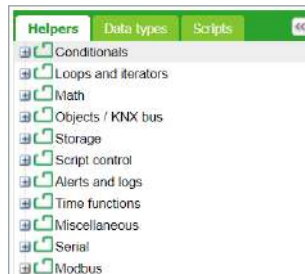 Helpers Data types Scripts
Conditionals
Loops and iterators
Math
Objects / KNX bus
Storage
Script control
Alerts and logs
Time functions
Miscellaneous
Serial
Modbus